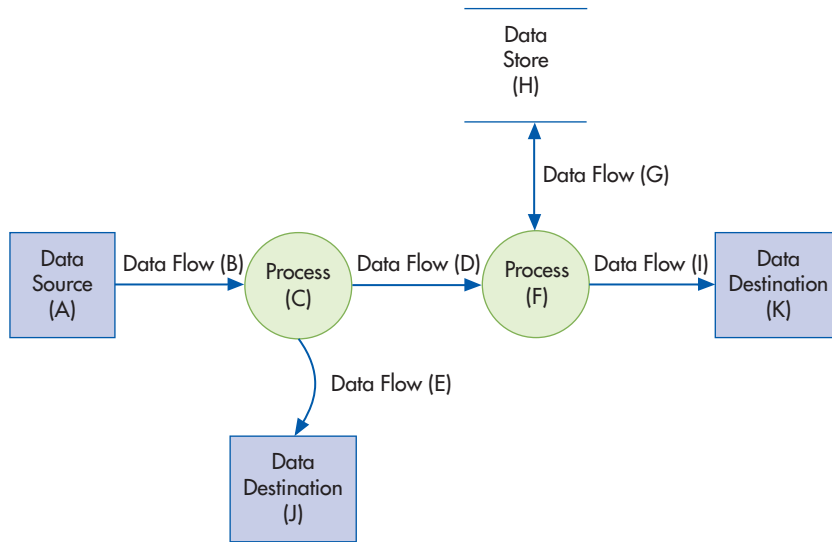 Data
Store
(H)
Data Flow (G)
Data
Source
(A)
Data Flow (B)
Process
(C)
Data Flow (D)
Process
(F)
Data Flow (I)
Data
Destination
(K)
Data Flow (E)
Data
Destination
(J)